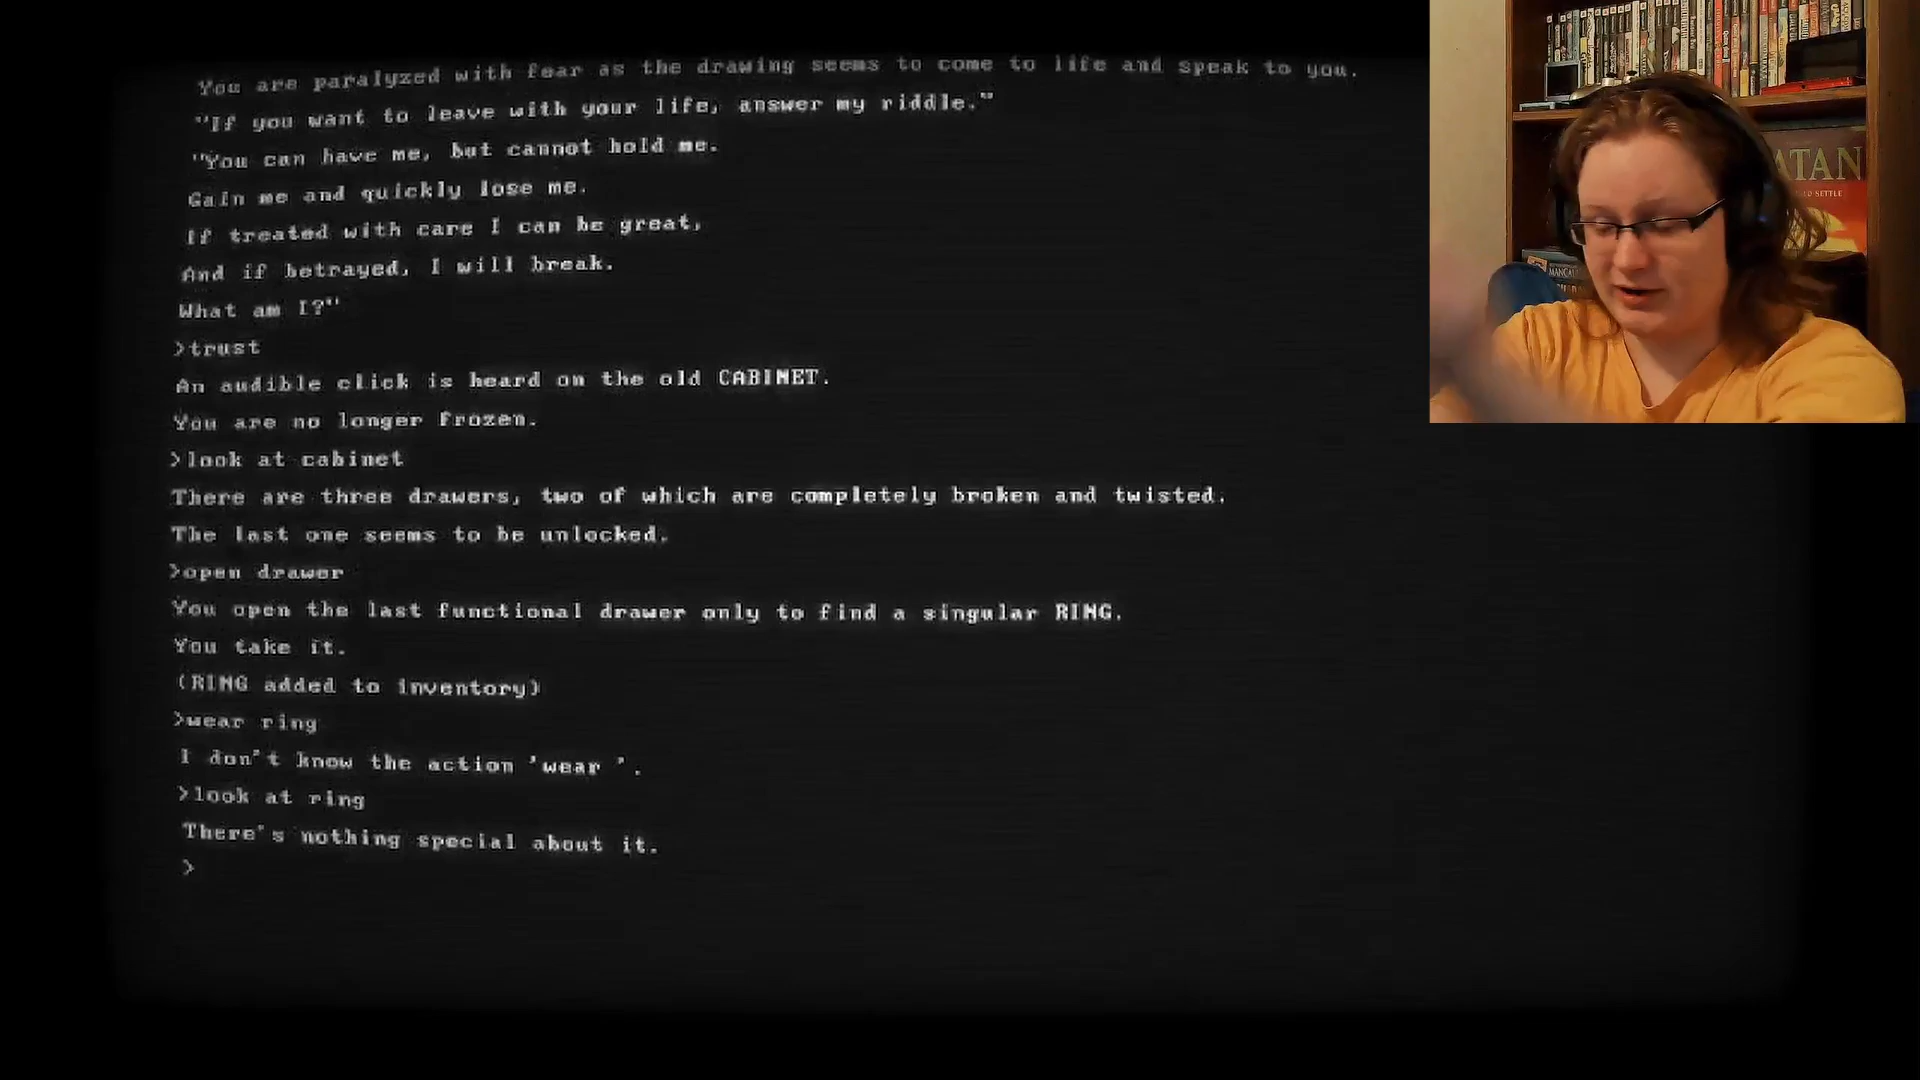 You are paralyzed with fear as the drawing seems to come to life and speak to you.
"If you want to leave with your life, answer my riddle."
"You can have me, but cannot hold me.
Gain me and quickly lose me.
If treated with care I can be great,
And if betrayed, I will break.
What am I?"
>trust
An audible click is heard on the old CABINET.
You are no longer frozen.
>look at cabinet
There are three drawers, two of which are completely broken and twisted.
The last one seems to be unlocked.
>open drawer
You open the last functional drawer only to find a singular RING.
You take it.
(RING added to inventory)
>wear ring
I don't know the action 'wear '.
>look at ring
There's nothing special about it.
>
ATAN
SETTLE
MANCALA